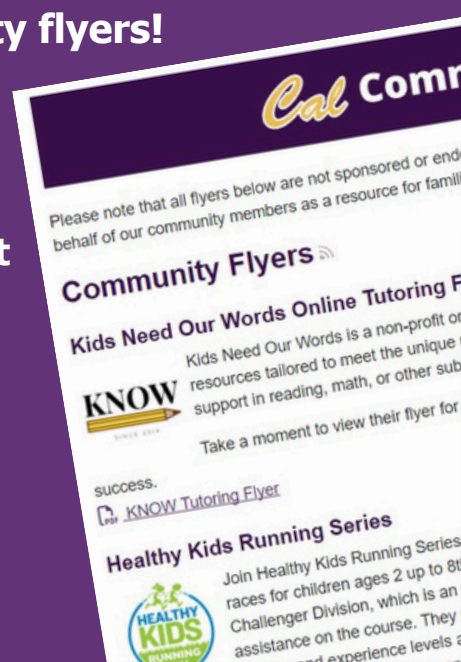 ty flyers!
t
Cal Comm
Please note that all flyers below are not sponsored or end
behalf of our community members as a resource for famili
Community Flyers
Kids Need Our Words Online Tutoring F
Kids Need Our Words is a non-profit or
resources tailored to meet the unique
support in reading, math, or other sub
Take a moment to view their flyer for
success.
KNOW
SINCE 2014
PDF KNOW Tutoring Flyer
Healthy Kids Running Series
Join Healthy Kids Running Series
races for children ages 2 up to 8t
Challenger Division, which is an
assistance on the course. They
experience levels a
HEALTHY
KIDS
RUNNING